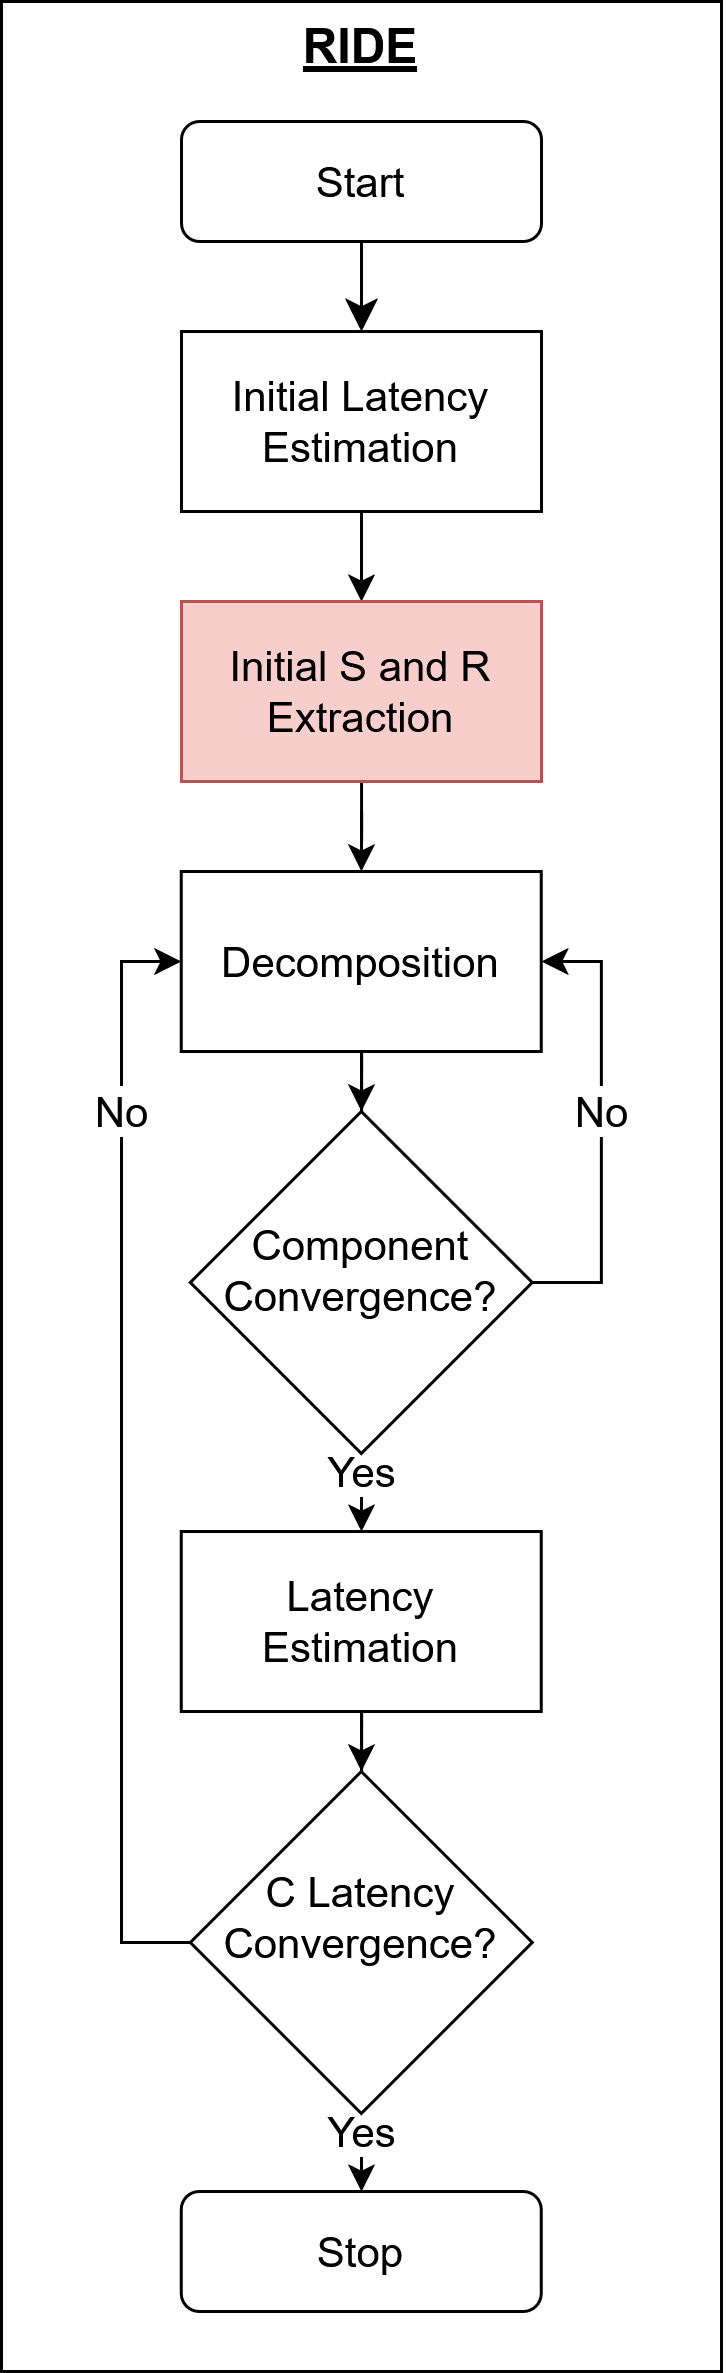 RIDE
Start
Initial Latency
Estimation
Initial S and R
Extraction
Decomposition
No
No
Component
Convergence?
Yes
Latency
Estimation
C Latency
Convergence?
Yes
Stop